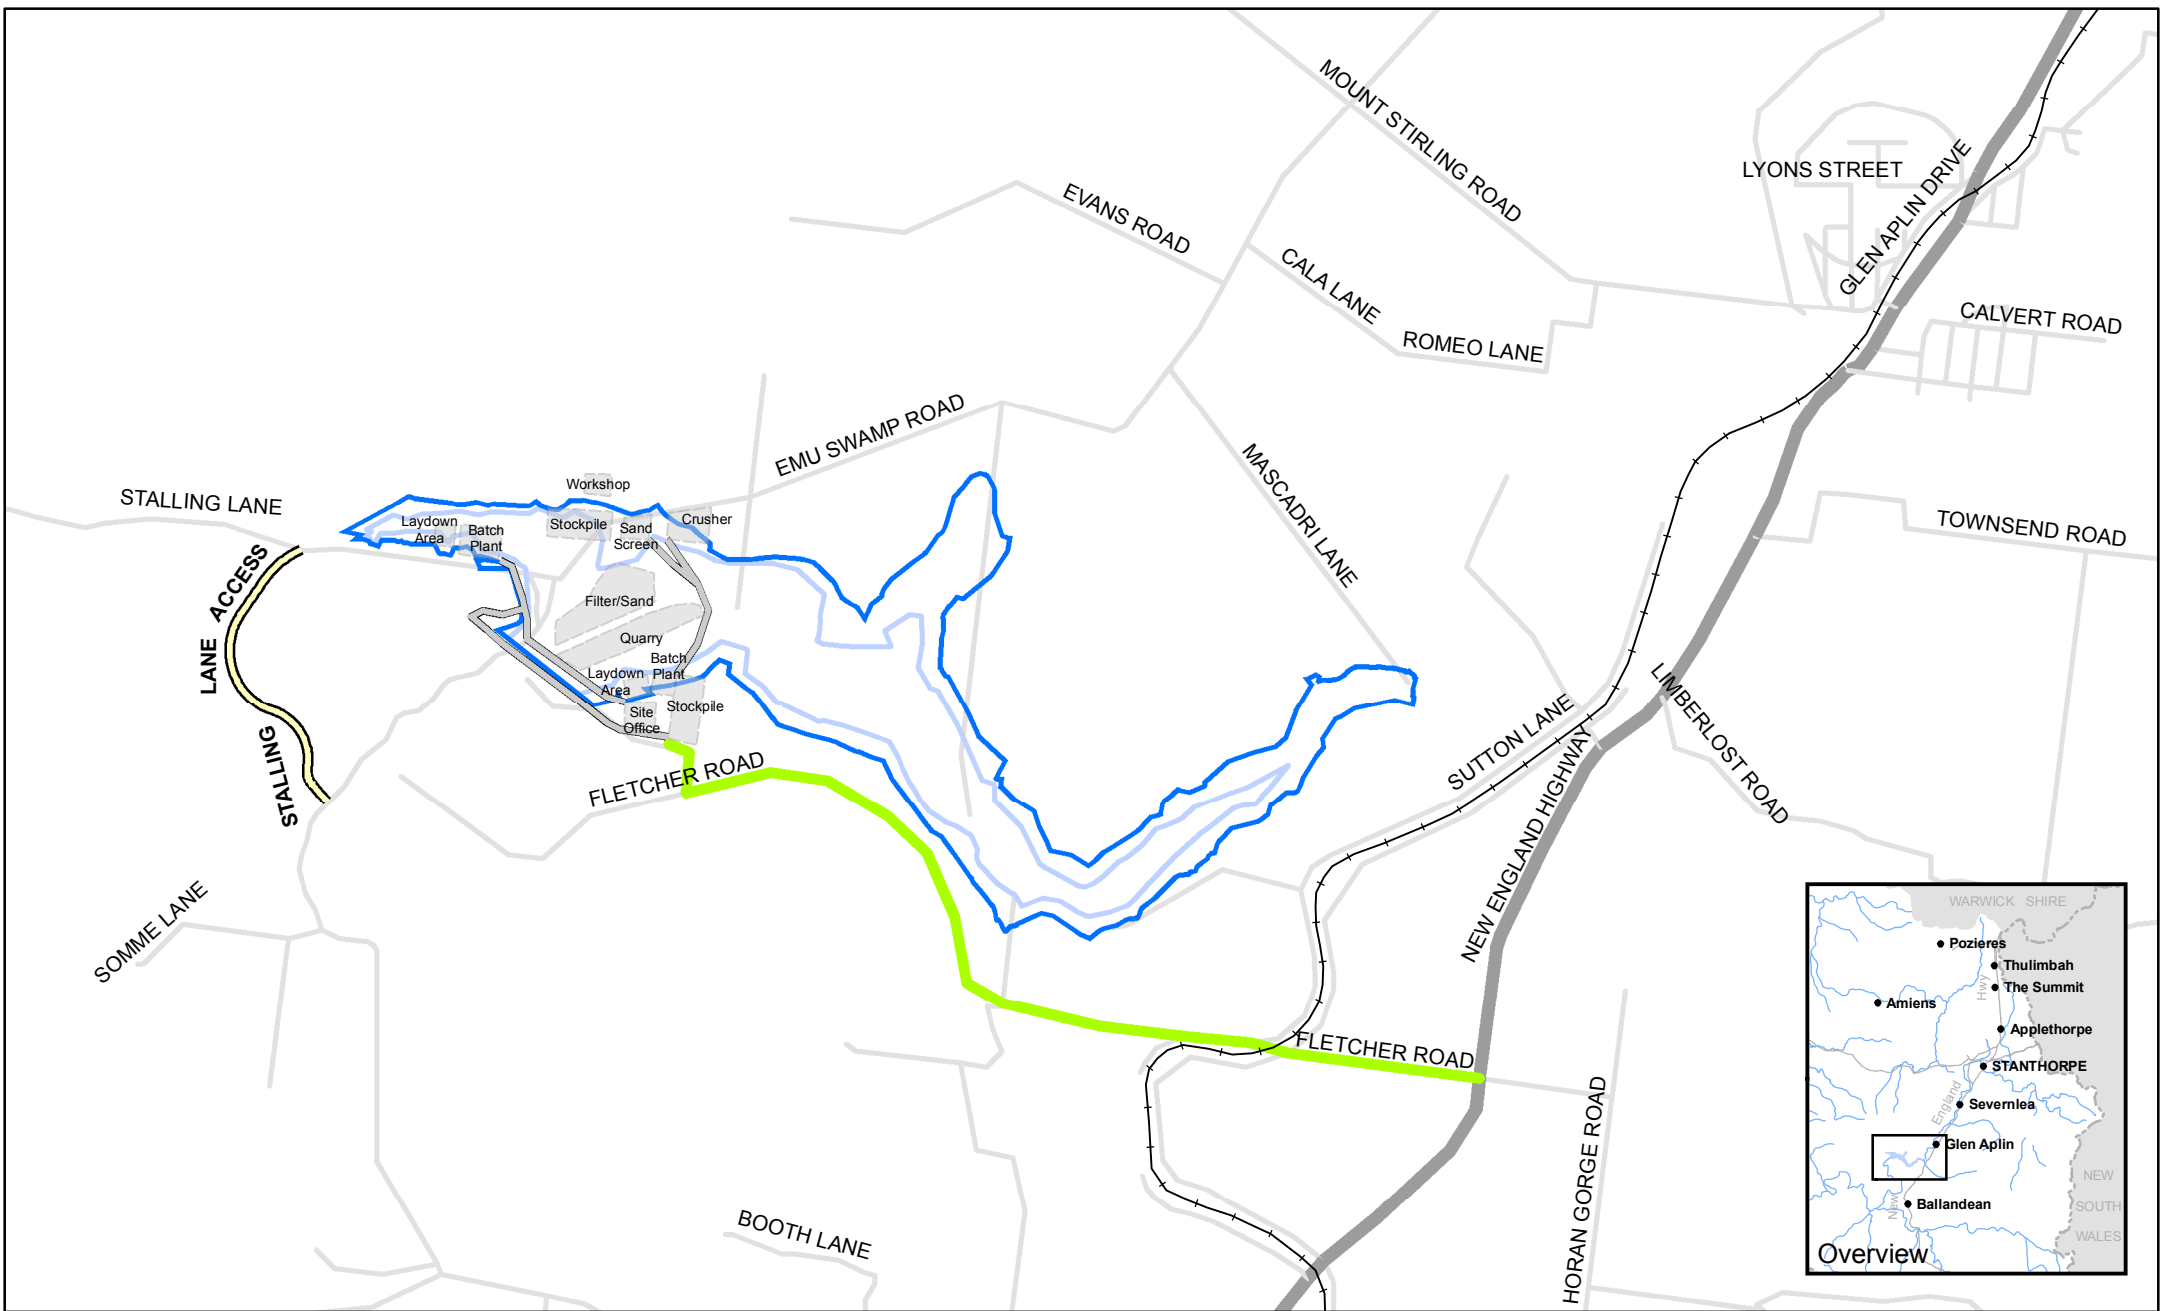 MOUNT STIRLING ROAD
LYONS STREET
GLEN APLIN DRIVE
EVANS ROAD
CALA LANE
ROMEO LANE
CALVERT ROAD
EMU SWAMP ROAD
MASCADRI LANE
STALLING LANE
TOWNSEND ROAD
Workshop
Laydown
Area
Batch
Plant
Stockpile
Sand
Screen
Crusher
STALLING LANE ACCESS
Filter/Sand
Quarry
Batch
Plant
Laydown
Area
Stockpile
Site
Office
FLETCHER ROAD
SUTTON LANE
LIMBERLOST ROAD
NEW ENGLAND HIGHWAY
SOMME LANE
FLETCHER ROAD
HORAN GORGE ROAD
BOOTH LANE
WARWICK SHIRE
Pozieres
Thulimbah
The Summit
Hwy
Amiens
Applethorpe
STANTHORPE
England
Severnlea
Glen Aplin
New
Ballandean
NEW
SOUTH
WALES
Overview